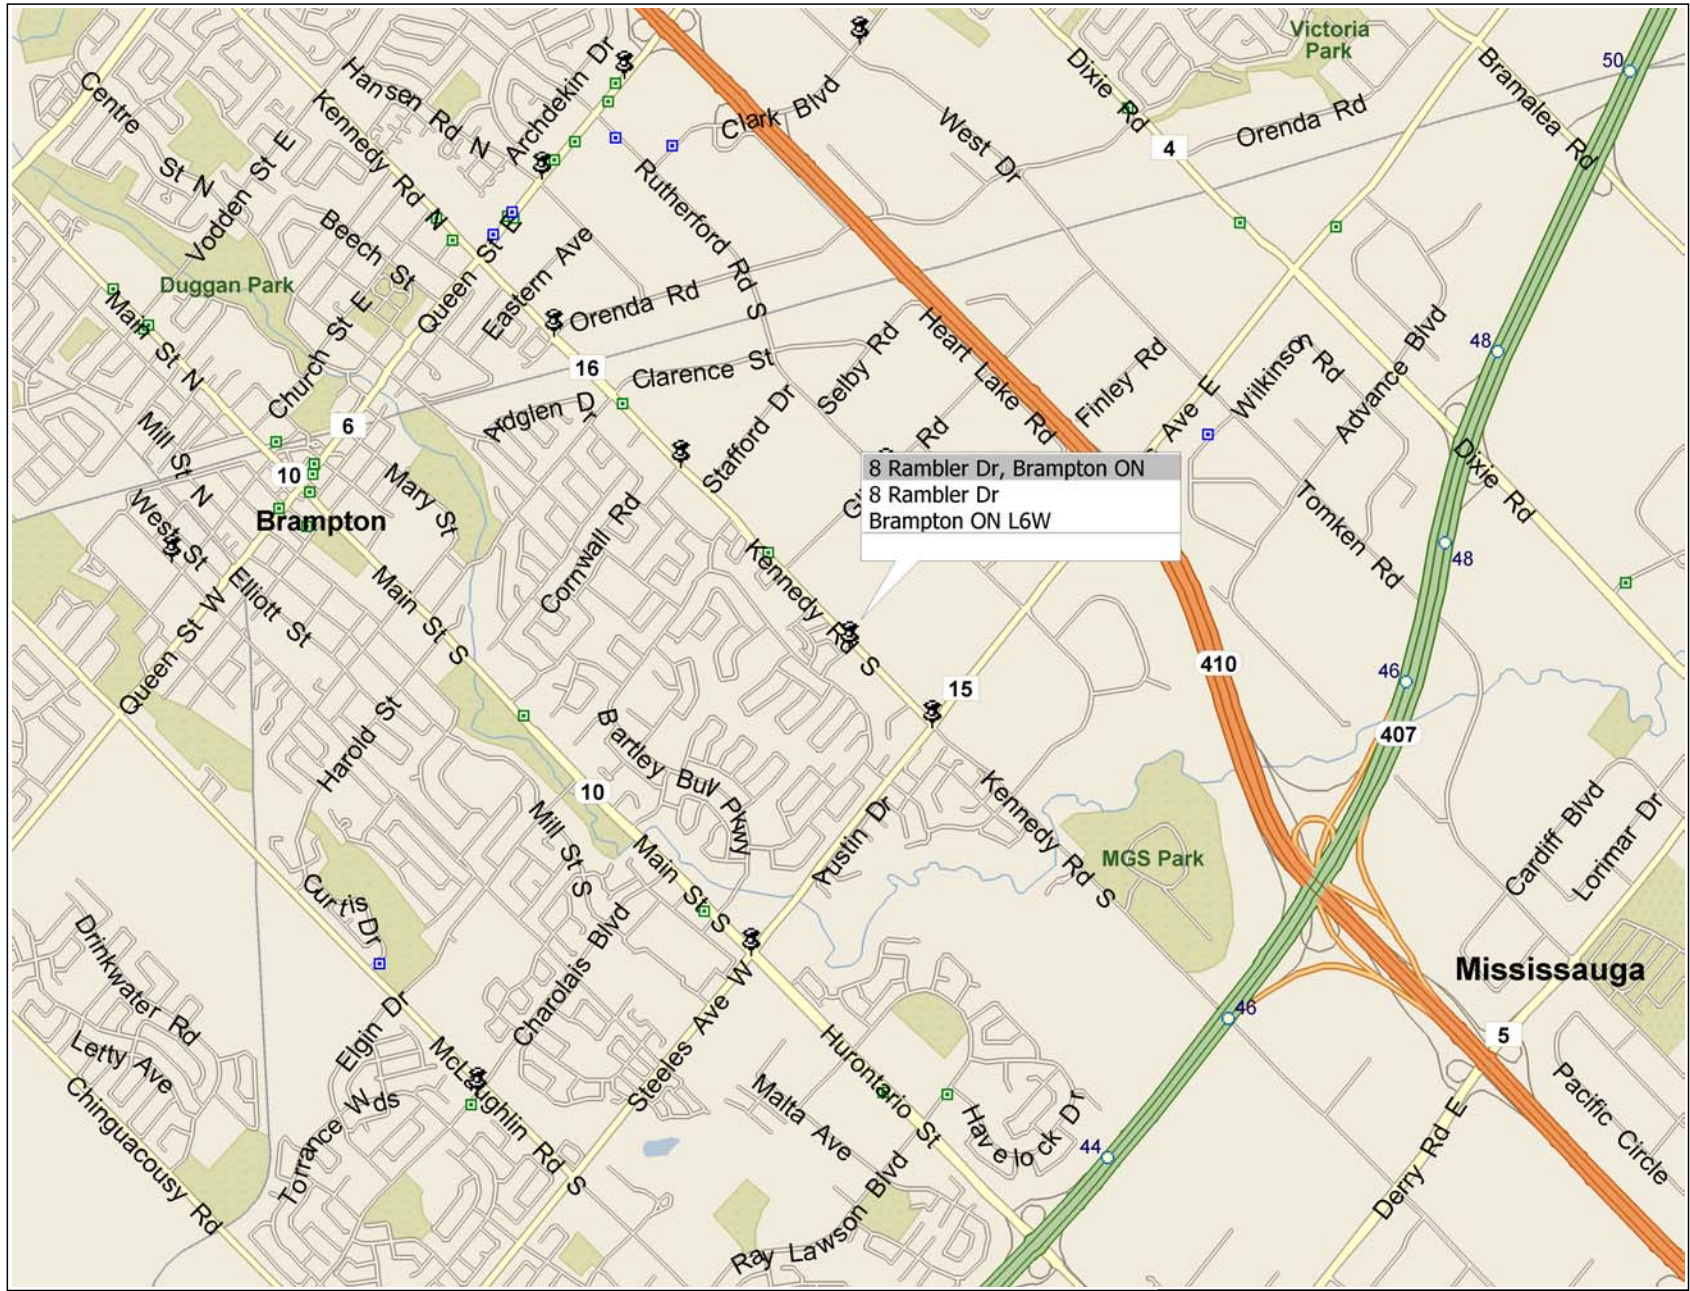 Victoria
Park
50
Hansen Rd N
Archdekin Dr
Dixie Rd
Bramalea Rd
Centre
St N
Kennedy Rd N
Clark Blvd
West Dr
4
Orenda Rd
Vodden St E
Rutherford Rd S
Beech St
Queen St E
Eastern Ave
Duggan Park
Main St N
Church St E
Orenda Rd
16
Clarence St
Selby Rd
Heart Lake Rd
Finley Rd
Wilkinson Rd
Advance Blvd
48
Ardglen Dr
Stafford Dr
Rd
Ave E
6
10
Mill St N
Mary St
8 Rambler Dr, Brampton ON
8 Rambler Dr
Brampton ON L6W
Dixie Rd
Tomken Rd
West St
Brampton
Cornwall Rd
Kennedy Rd S
48
Elliott St
Main St S
Queen St W
410
46
15
407
Harold St
Bartley Bull Pkwy
10
Kennedy Rd S
Cardiff Blvd
Lorimar Dr
Mill St S
Main St S
Austin Dr
MGS Park
Curtis Dr
Drinkwater Rd
Charolais Blvd
Mississauga
Steeles Ave W
46
5
Letty Ave
Elgin Dr
McLaughlin Rd S
Hurontario St
Chinguacousy Rd
Torrance Wds
Malta Ave
Havelock Dr
44
Pacific Circle
Derry Rd E
Ray Lawson Blvd